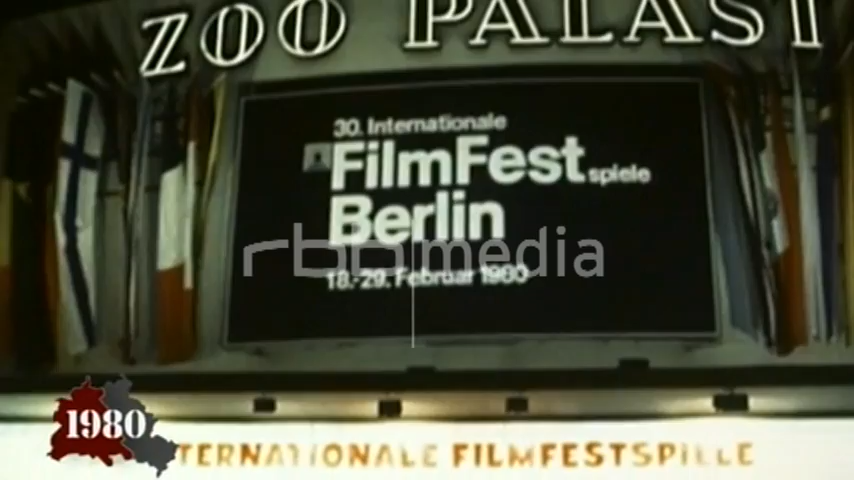 ZOO PALAST
30. Internationale
FilmFestspiele
Berlin
18.-29. Februar 1980
rbb media
1980
TERNATIONALE FILMFESTSPIELE